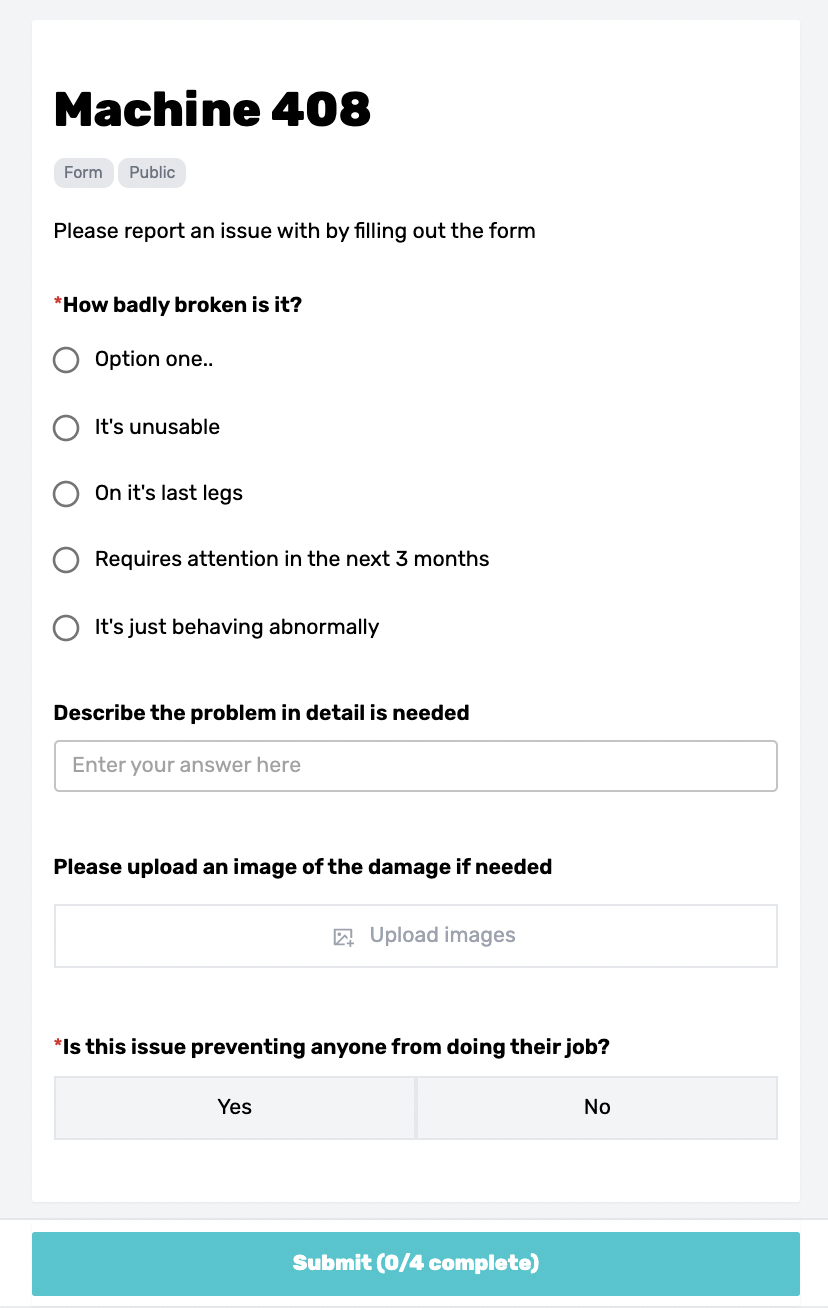 Machine 408
Form Public
Please report an issue with by filling out the form
*How badly broken is it?
Option one..
It's unusable
On it's last legs
Requires attention in the next 3 months
It's just behaving abnormally
Describe the problem in detail is needed
Enter your answer here
Please upload an image of the damage if needed
Upload images
*Is this issue preventing anyone from doing their job?
Yes No
Submit (0/4 complete)